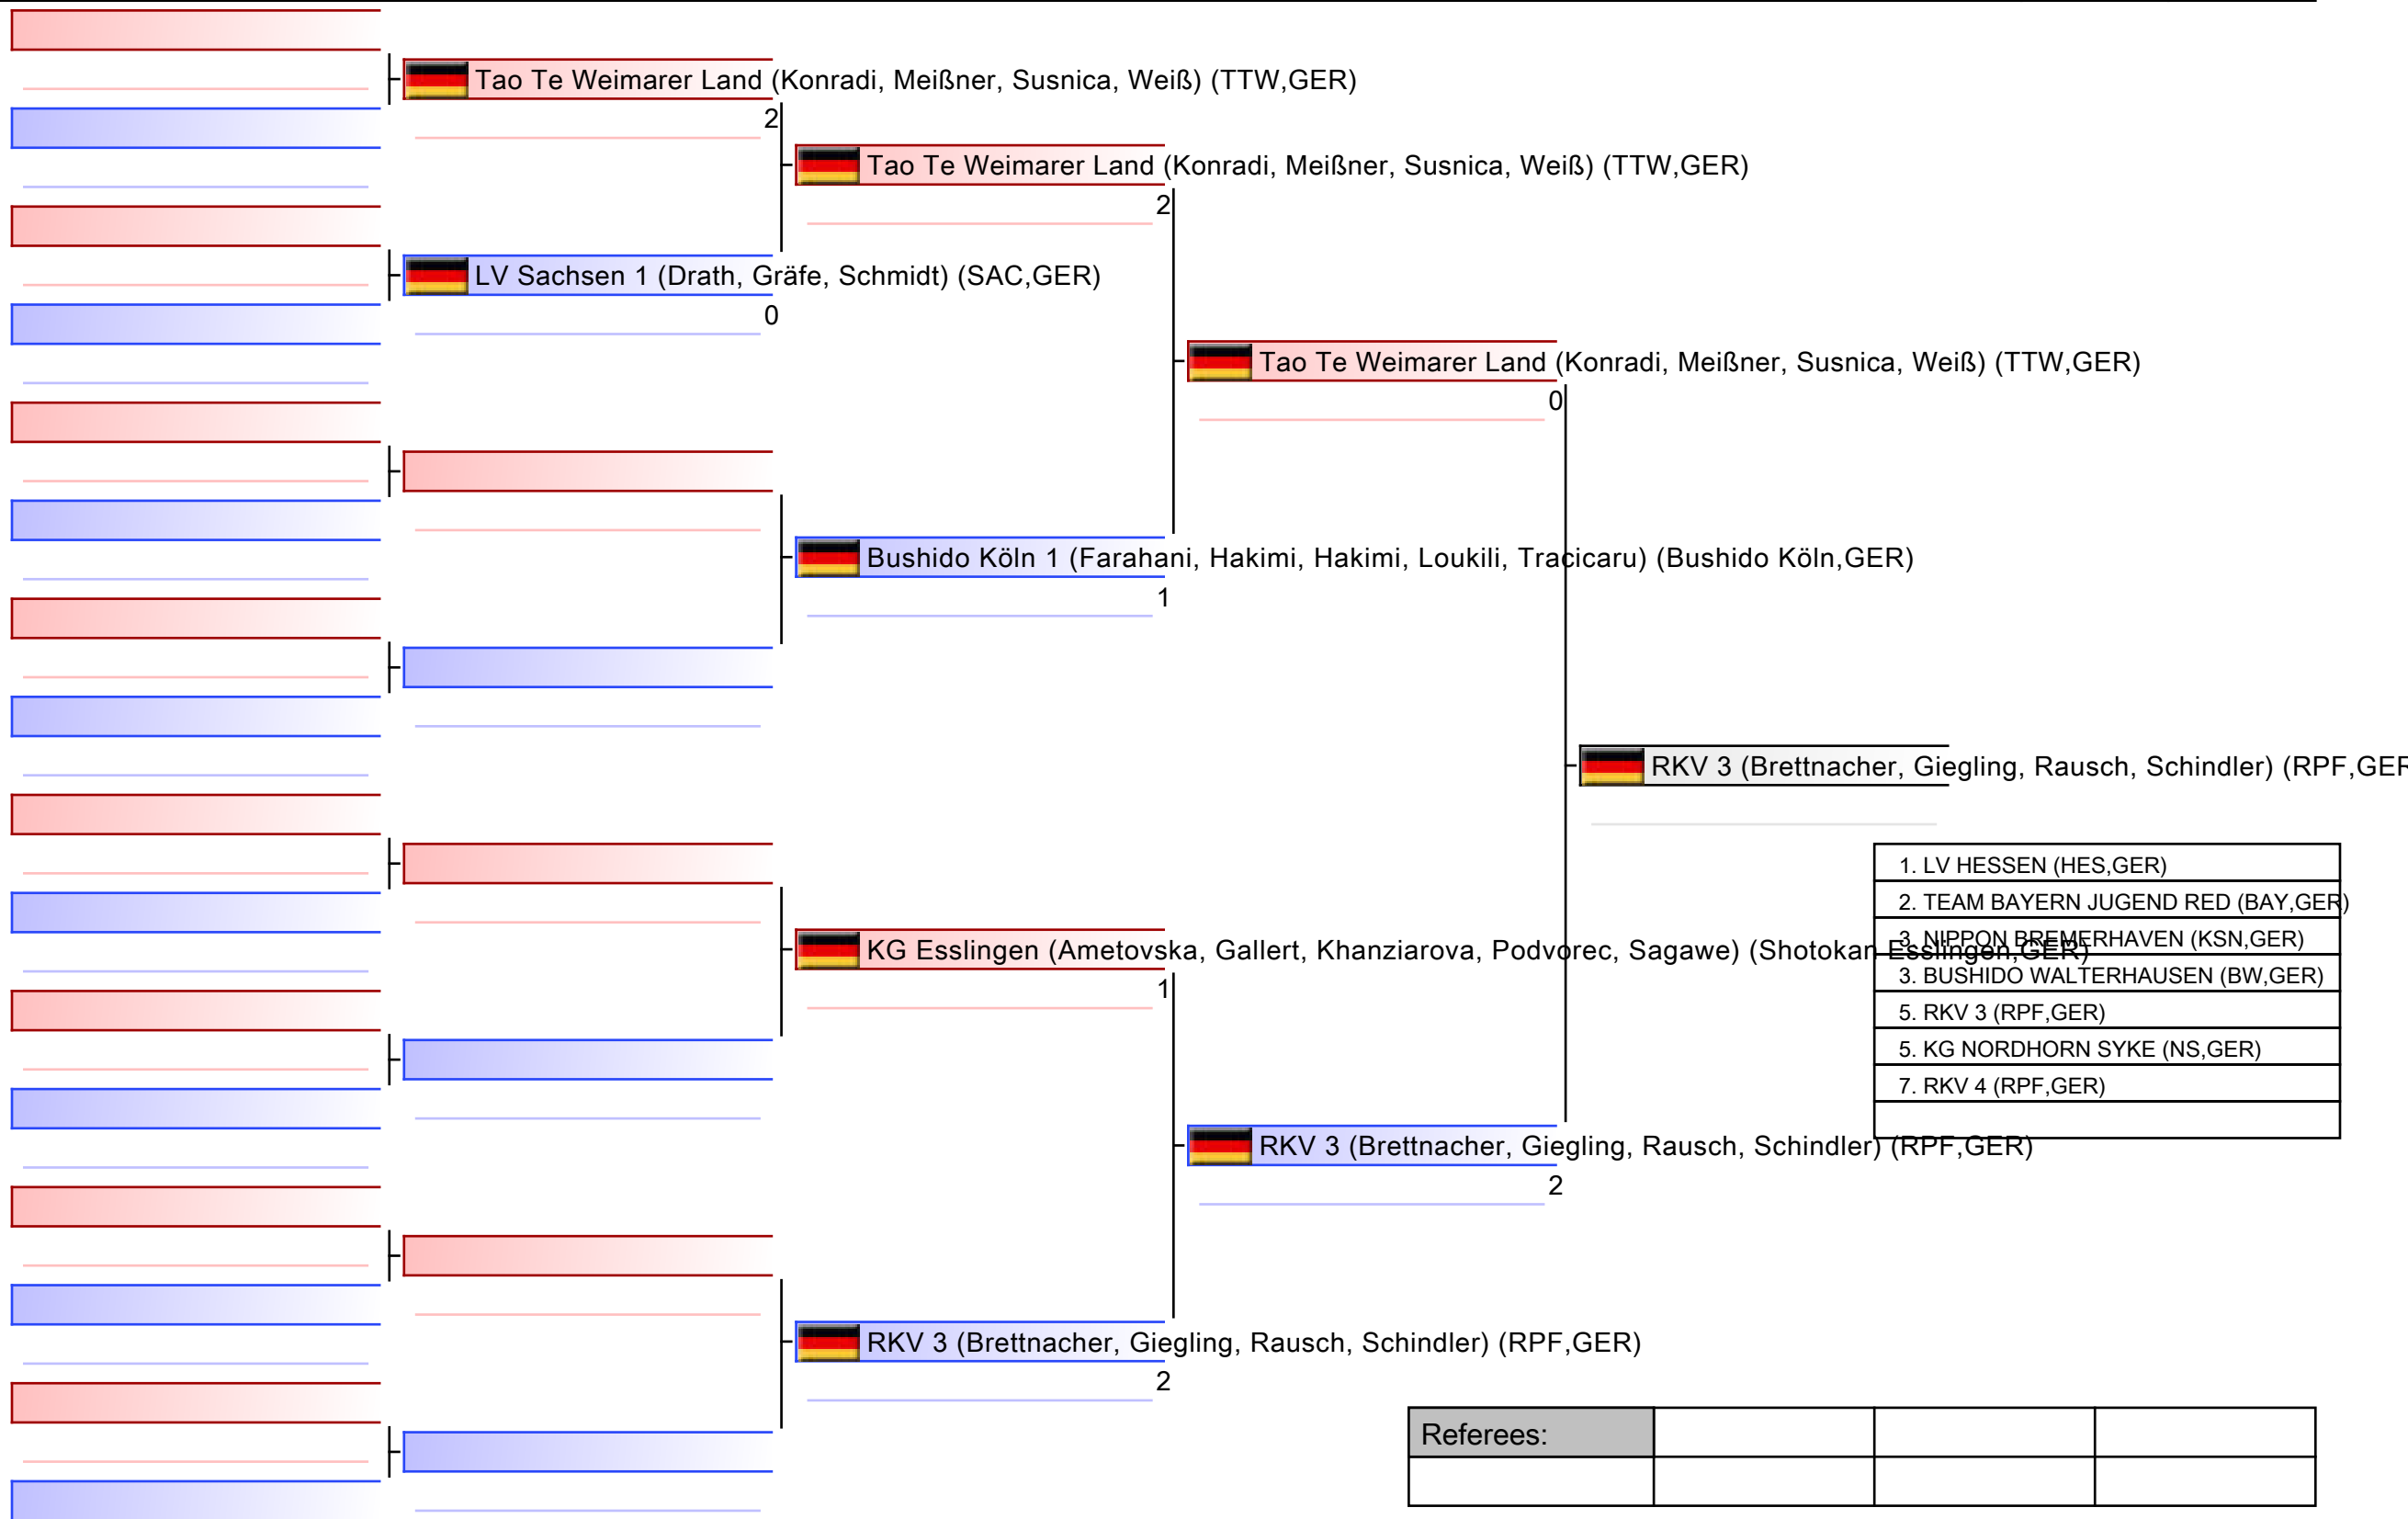 Tao Te Weimarer Land (Konradi, Meißner, Susnica, Weiß) (TTW,GER)
2
Tao Te Weimarer Land (Konradi, Meißner, Susnica, Weiß) (TTW,GER)
2
LV Sachsen 1 (Drath, Gräfe, Schmidt) (SAC,GER)
0
Tao Te Weimarer Land (Konradi, Meißner, Susnica, Weiß) (TTW,GER)
0
Bushido Köln 1 (Farahani, Hakimi, Hakimi, Loukili, Tracicaru) (Bushido Köln,GER)
1
RKV 3 (Brettnacher, Giegling, Rausch, Schindler) (RPF,GER
1. LV HESSEN (HES,GER)
2. TEAM BAYERN JUGEND RED (BAY,GER)
3. NIPPON BREMERHAVEN (KSN,GER)
KG Esslingen (Ametovska, Gallert, Khanziarova, Podvorec, Sagawe) (Shotokan Esslingen,GER)
3. BUSHIDO WALTERHAUSEN (BW,GER)
1
5. RKV 3 (RPF,GER)
5. KG NORDHORN SYKE (NS,GER)
7. RKV 4 (RPF,GER)
RKV 3 (Brettnacher, Giegling, Rausch, Schindler) (RPF,GER)
2
RKV 3 (Brettnacher, Giegling, Rausch, Schindler) (RPF,GER)
2
Referees: